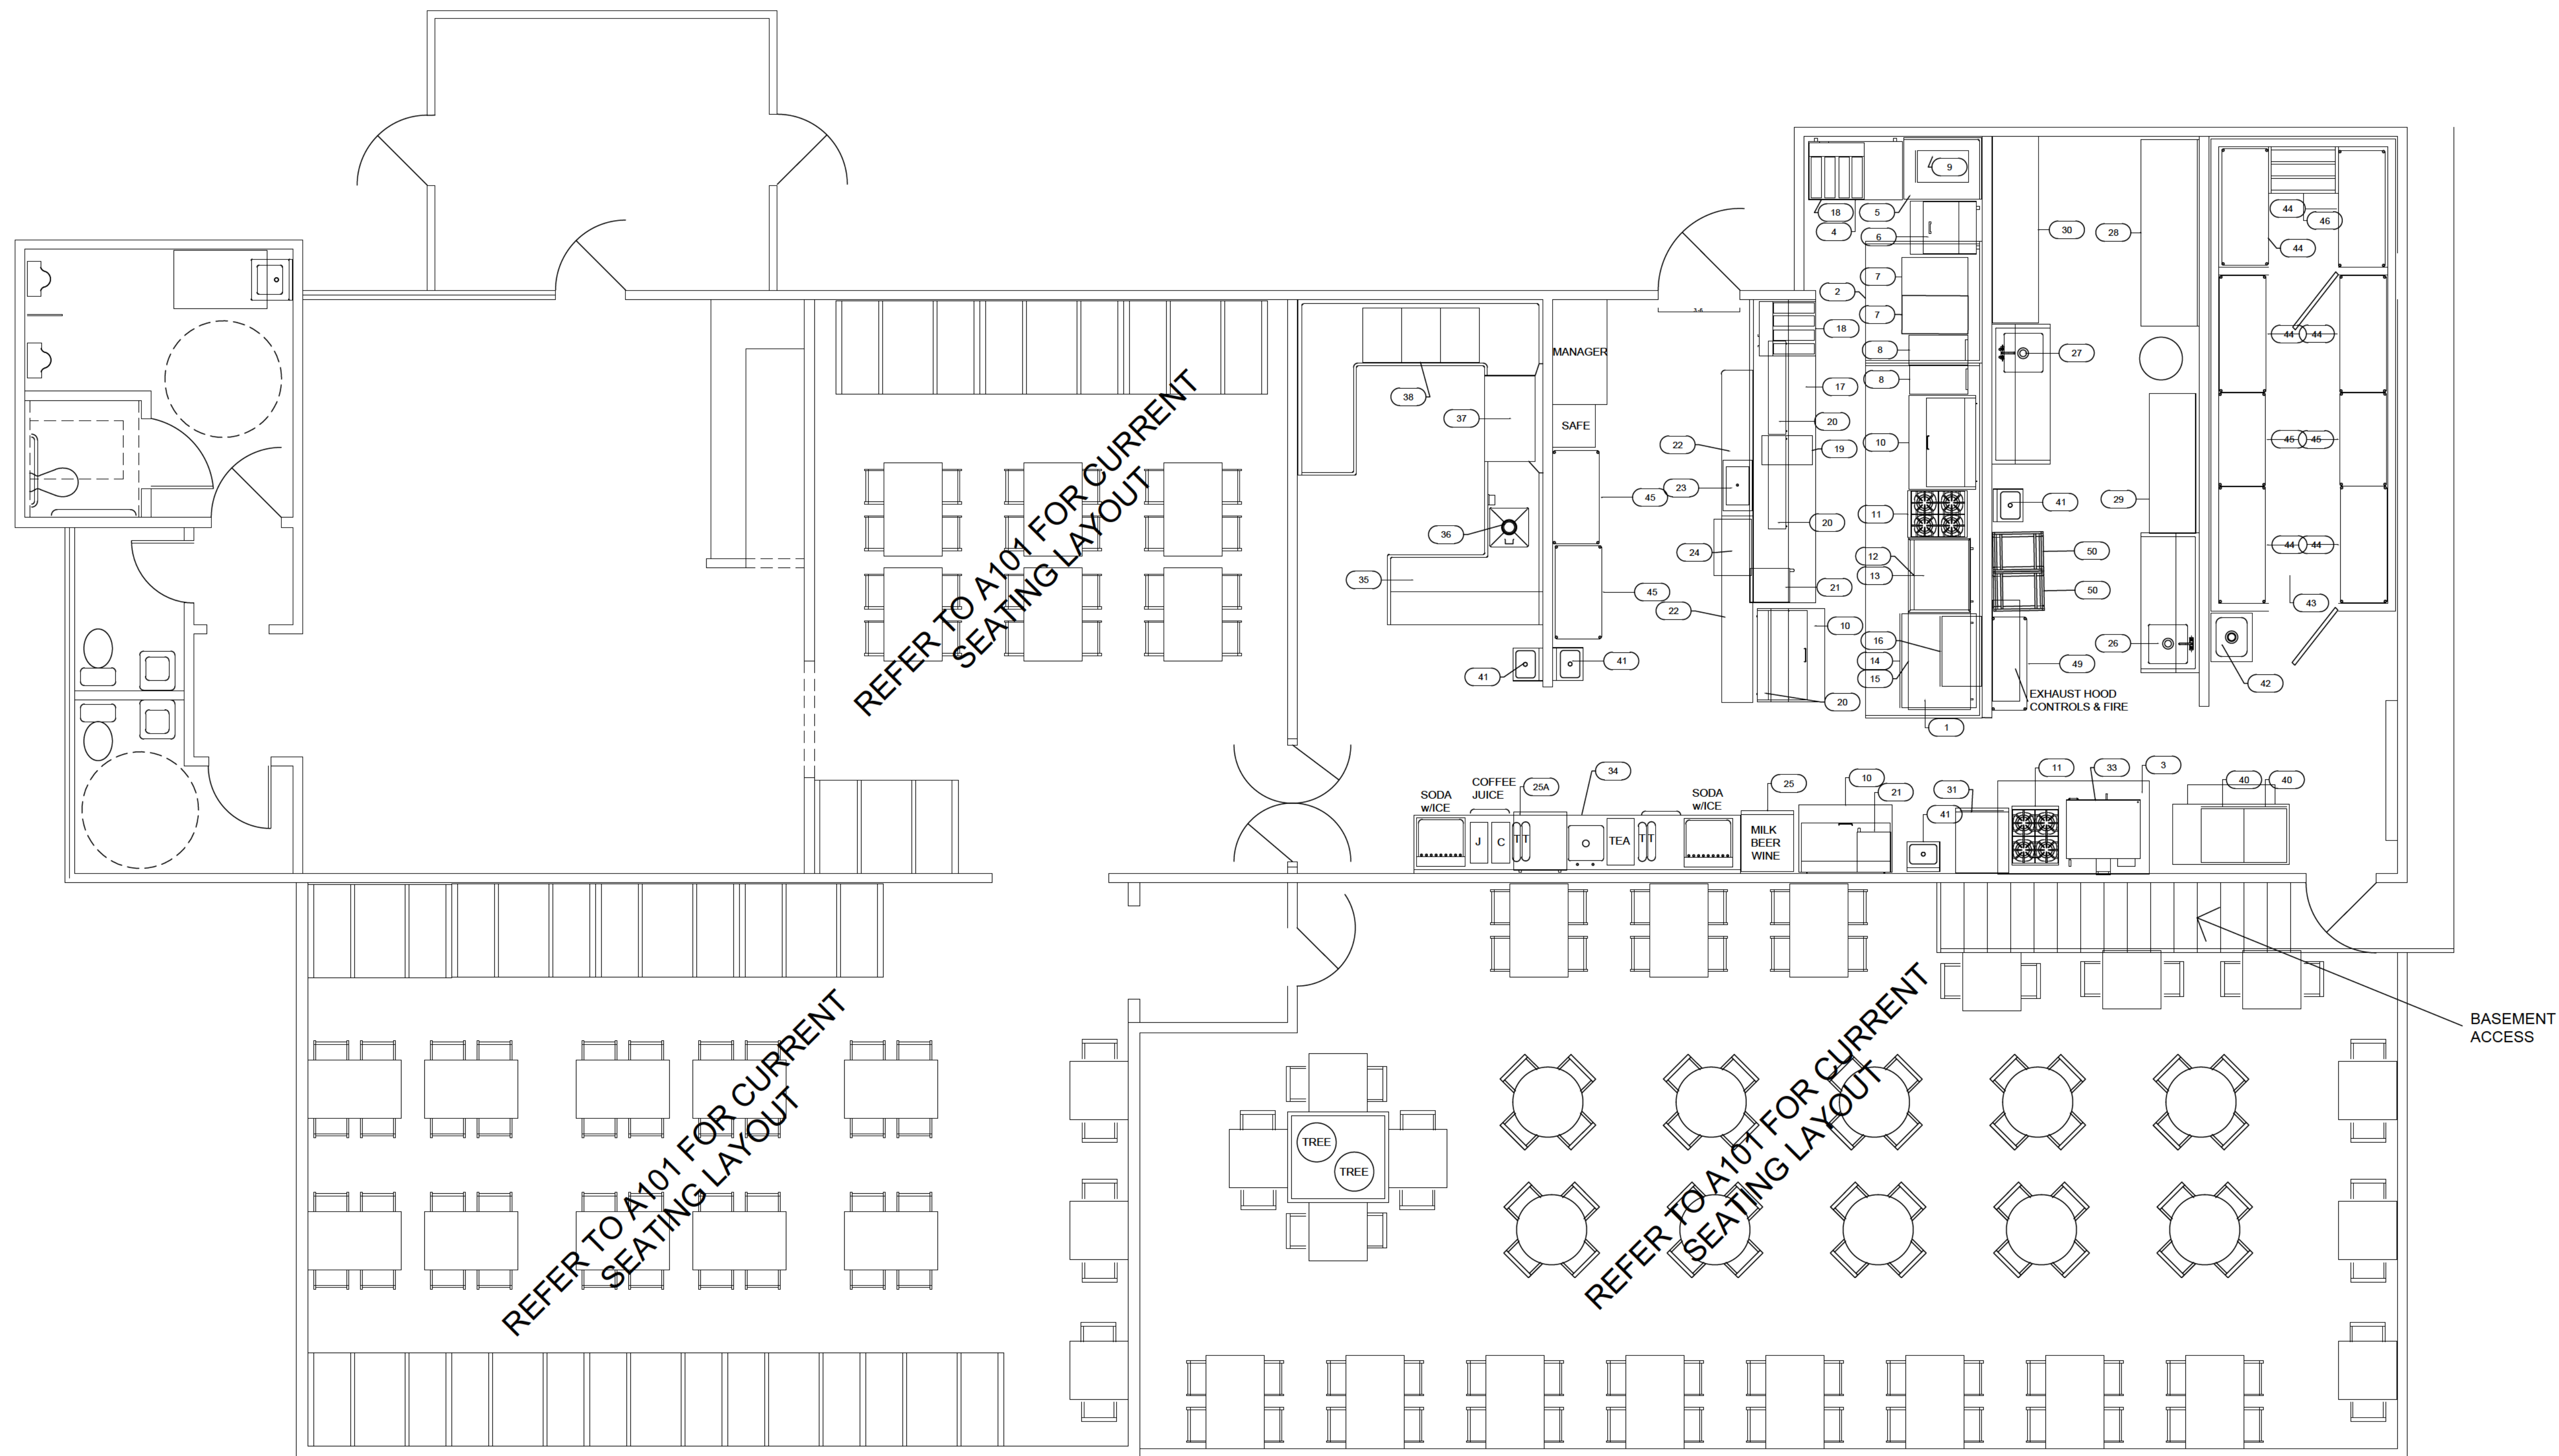 9
18
5
4
6
30
28
44
46
44
7
2
7
3-6
18
44
44
MANAGER
8
27
8
17
38
37
20
SAFE
22
10
19
45
45
23
45
29
41
11
20
36
24
12
50
44
44
13
35
21
50
45
22
43
10
16
26
14
49
41
41
15
42
20
EXHAUST HOOD
CONTROLS & FIRE
1
REFER TO A101 FOR CURRENT
SEATING LAYOUT
34
11
33
3
COFFEE
JUICE
25A
25
10
40
40
SODA
w/ICE
SODA
w/ICE
21
31
41
J
C
T T
TEA
T T
MILK
BEER
WINE
REFER TO A101 FOR CURRENT
SEATING LAYOUT
REFER TO A101 FOR CURRENT
SEATING LAYOUT
BASEMENT
ACCESS
TREE
TREE